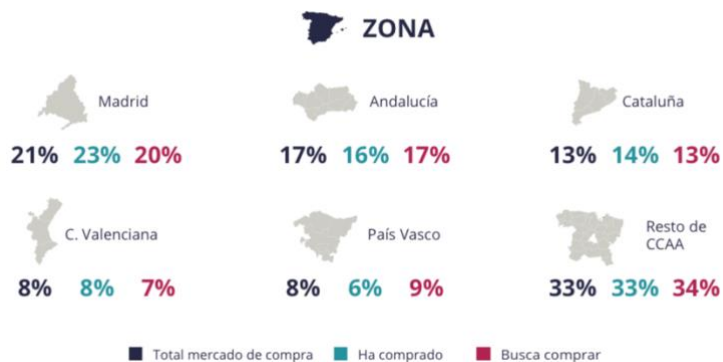 ZONA
Madrid
21% 23% 20%
Andalucía
17% 16% 17%
Cataluña
13% 14% 13%
C. Valenciana
8% 8% 7%
País Vasco
8% 6% 9%
Resto de
CCAA
33% 33% 34%
Total mercado de compra Ha comprado Busca comprar